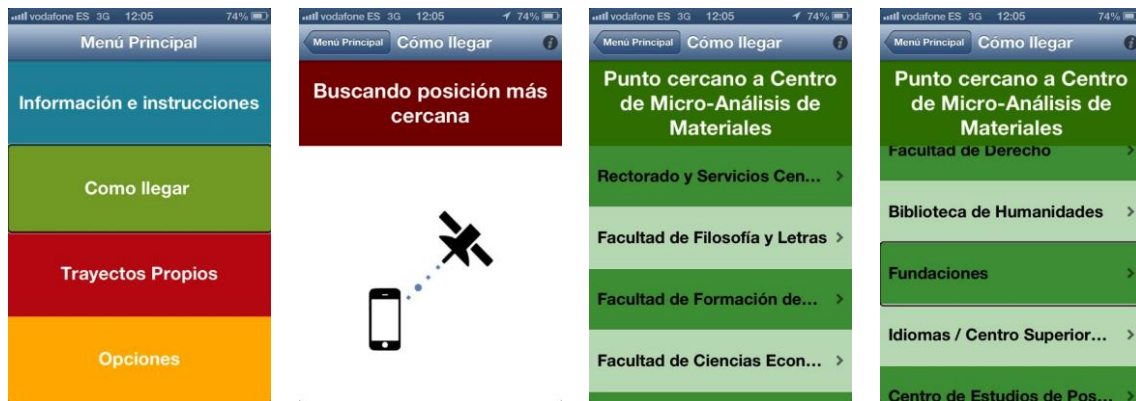 vodafone ES 3G 12:05 74%
Menú Principal
Información e instrucciones
Como llegar
Trayectos Propios
Opciones
vodafone ES 3G 12:05 74%
Menú Principal Cómo llegar
Buscando posición más
cercana
vodafone ES 3G 12:05 74%
Menú Principal Cómo llegar
Punto cercano a Centro
de Micro-Análisis de
Materiales
Rectorado y Servicios Cen...
Facultad de Filosofía y Letras
Facultad de Formación de...
Facultad de Ciencias Econ...
vodafone ES 3G 12:05 74%
Menú Principal Cómo llegar
Punto cercano a Centro
de Micro-Análisis de
Materiales
Facultad de Derecho
Biblioteca de Humanidades
Fundaciones
Idiomas / Centro Superior...
Centro de Estudios de Pos...